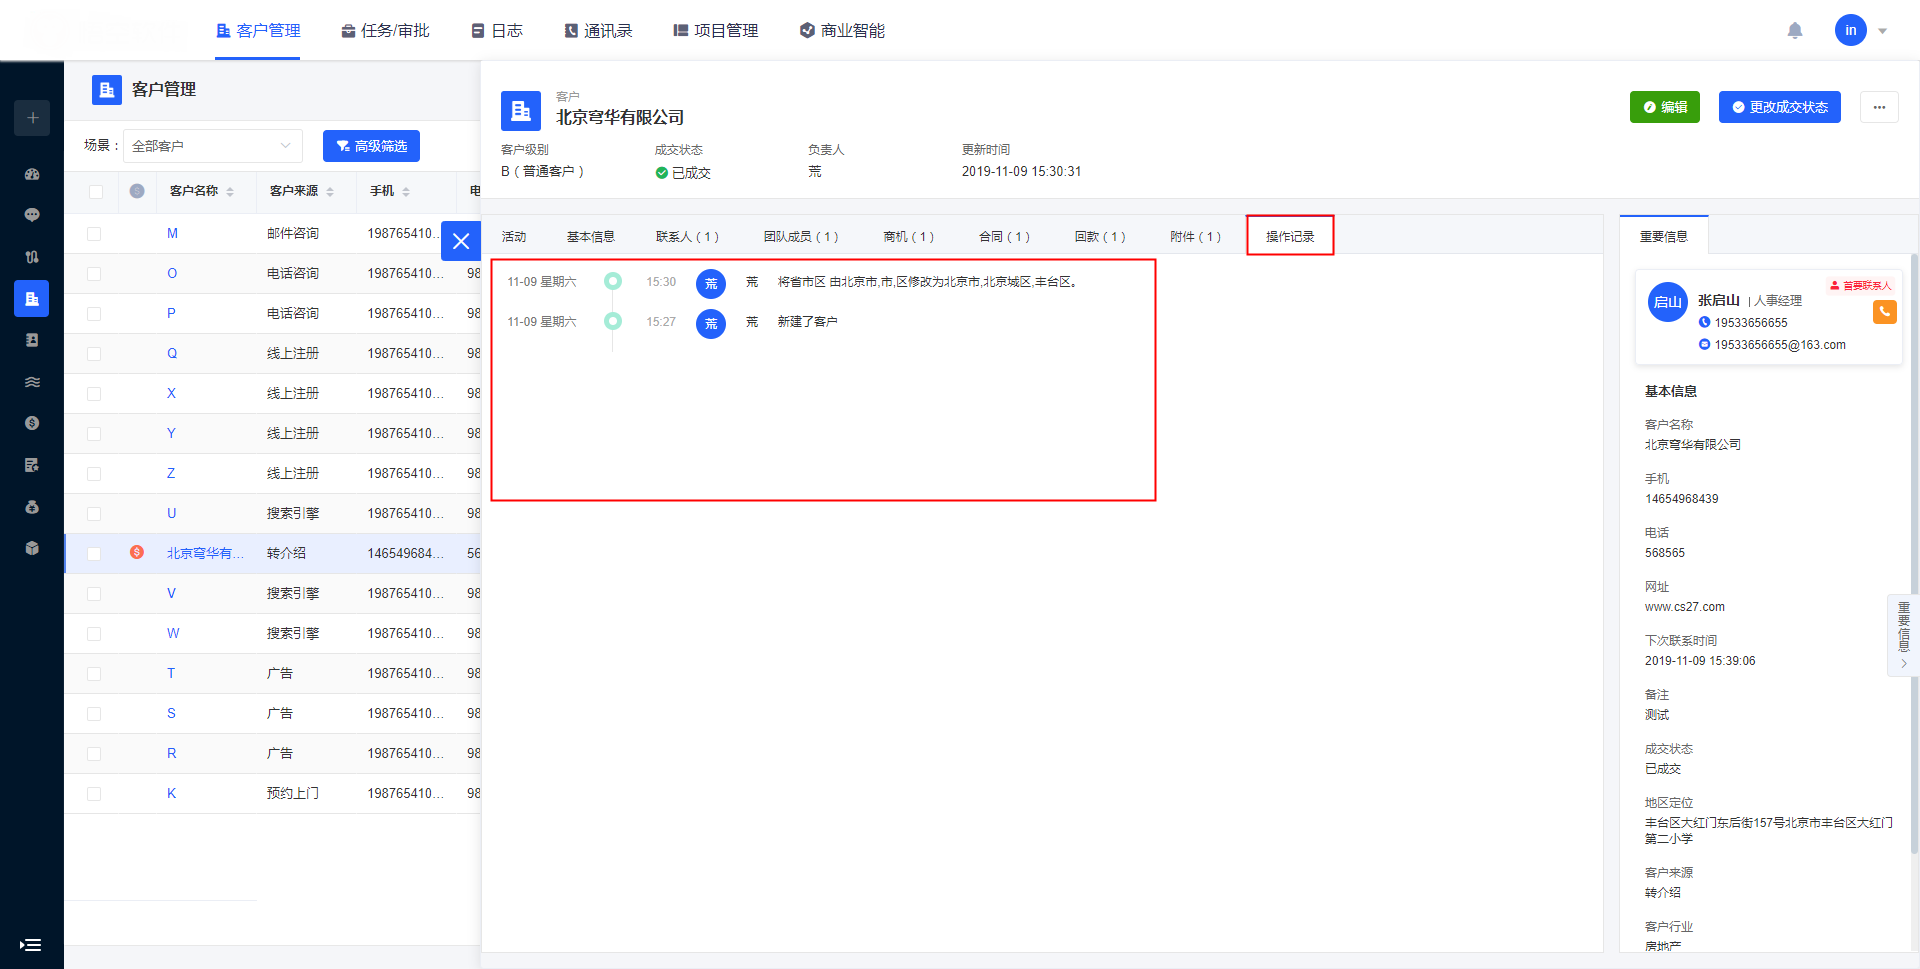 客户管理 任务/审批 日志 通讯录 项目管理 商业智能 in
客户管理
场景： 全部客户 高级筛选
客户名称 客户来源 手机 电
M 邮件咨询 198765410...
O 电话咨询 198765410... 98
P 电话咨询 198765410... 98
Q 线上注册 198765410... 98
X 线上注册 198765410... 98
Y 线上注册 198765410... 98
Z 线上注册 198765410... 98
U 搜索引擎 198765410... 98
北京穹华有... 转介绍 146549684... 56
V 搜索引擎 198765410... 98
W 搜索引擎 198765410... 98
T 广告 198765410... 98
S 广告 198765410... 98
R 广告 198765410... 98
K 预约上门 198765410... 98
客户
北京穹华有限公司
编辑 更改成交状态 ...
客户级别 成交状态 负责人 更新时间
B（普通客户） 已成交 荒 2019-11-09 15:30:31
活动 基本信息 联系人（1） 团队成员（1） 商机（1） 合同（1） 回款（1） 附件（1） 操作记录
11-09 星期六 15:30 荒 荒 将省市区 由北京市,市,区修改为北京市,北京城区,丰台区。
11-09 星期六 15:27 荒 荒 新建了客户
重要信息
首要联系人
启山 张启山 | 人事经理
19533656655
19533656655@163.com
基本信息
客户名称
北京穹华有限公司
手机
14654968439
电话
568565
网址
www.cs27.com
下次联系时间
2019-11-09 15:39:06
备注
测试
成交状态
已成交
地区定位
丰台区大红门东后街157号北京市丰台区大红门
第二小学
客户来源
转介绍
客户行业
房地产
重要信息